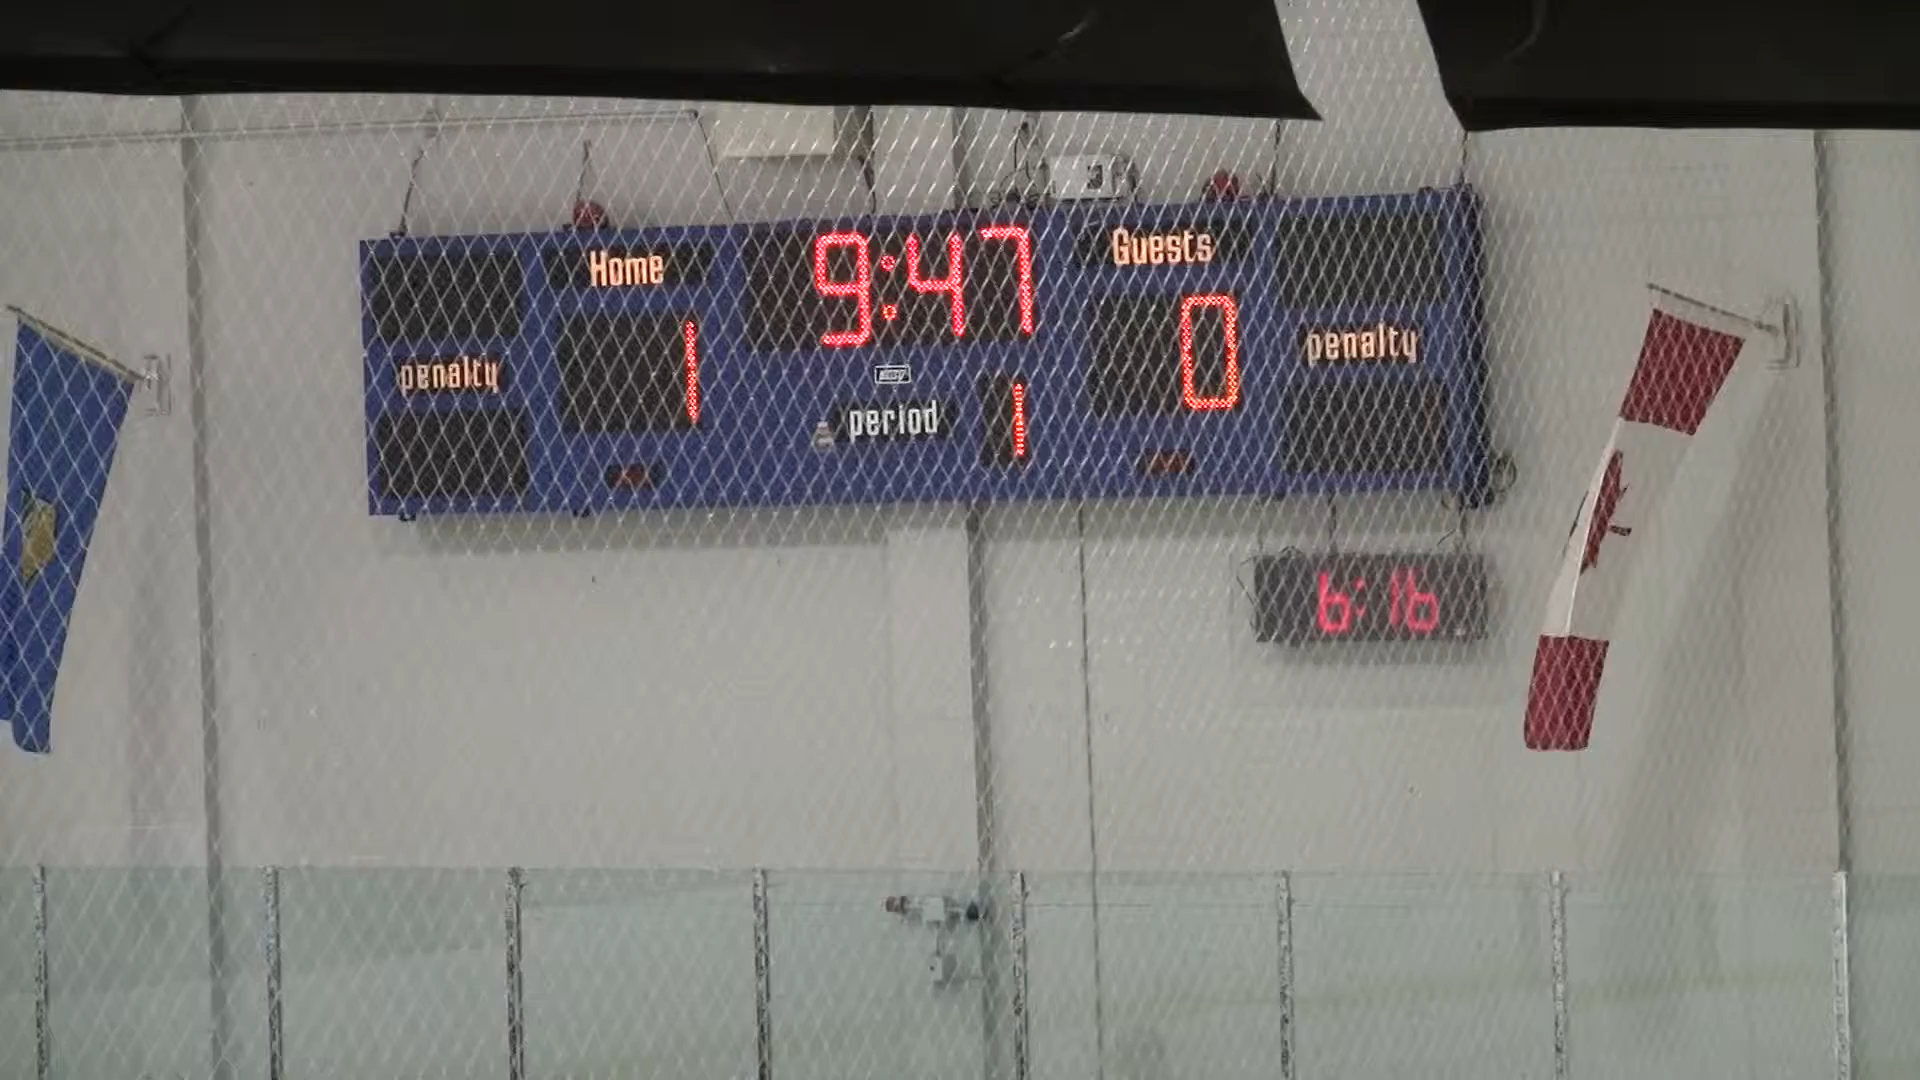 Home 9:47 Guests
1 0
penalty penalty
period 1
6:16